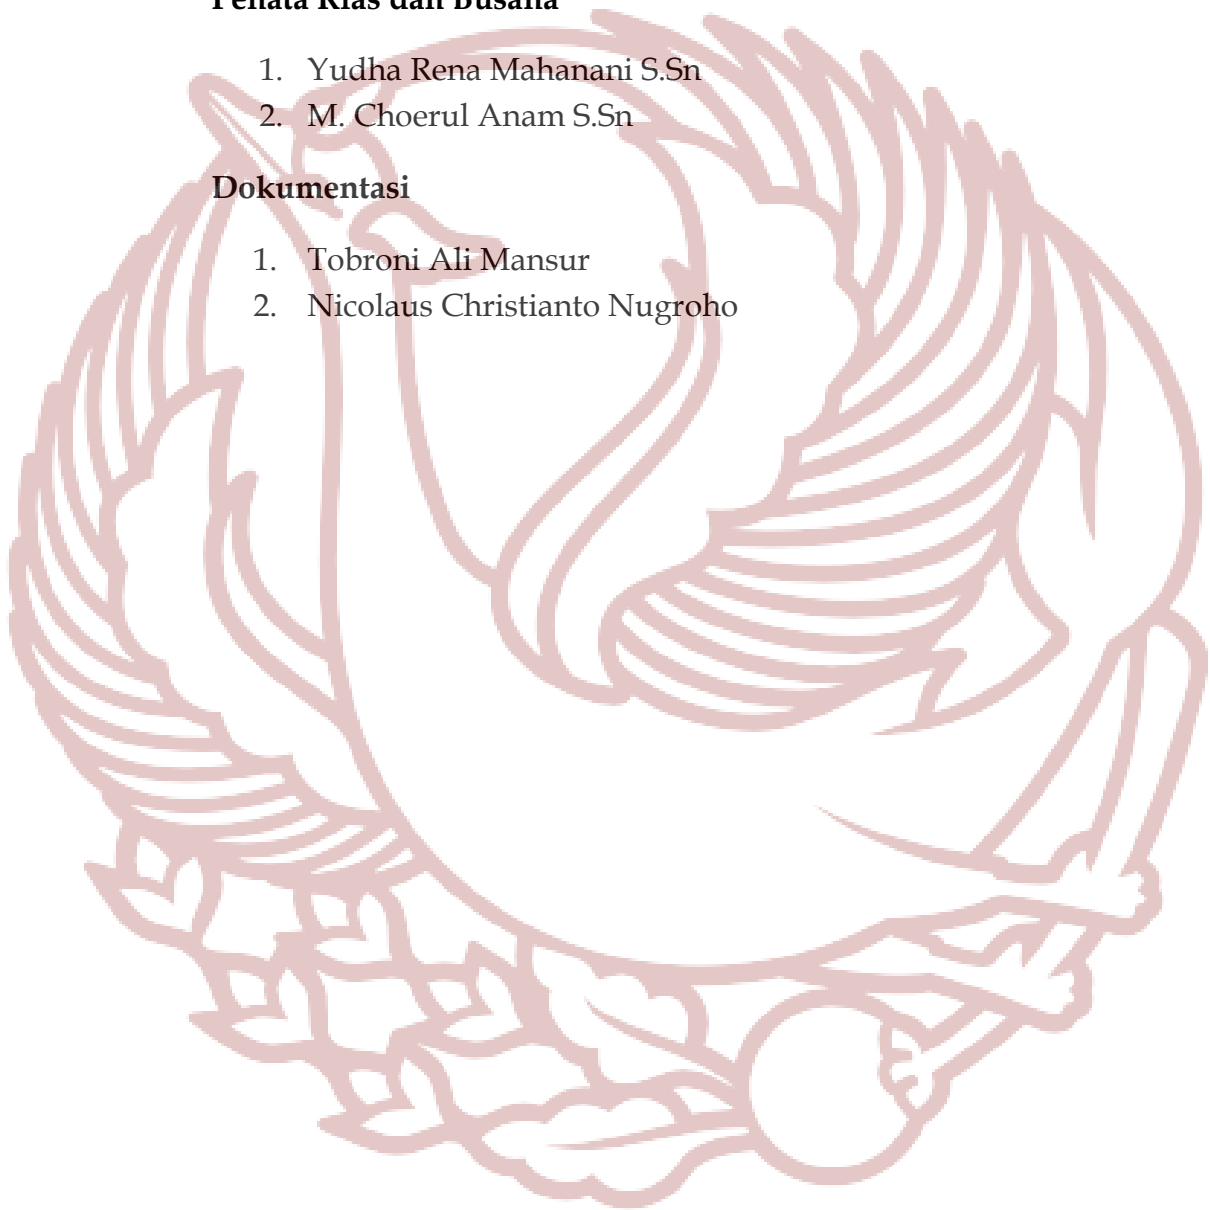 Penata Rias dan Busana
1. Yudha Rena Mahanani S.Sn
2. M. Choerul Anam S.Sn
Dokumentasi
1. Tobroni Ali Mansur
2. Nicolaus Christianto Nugroho